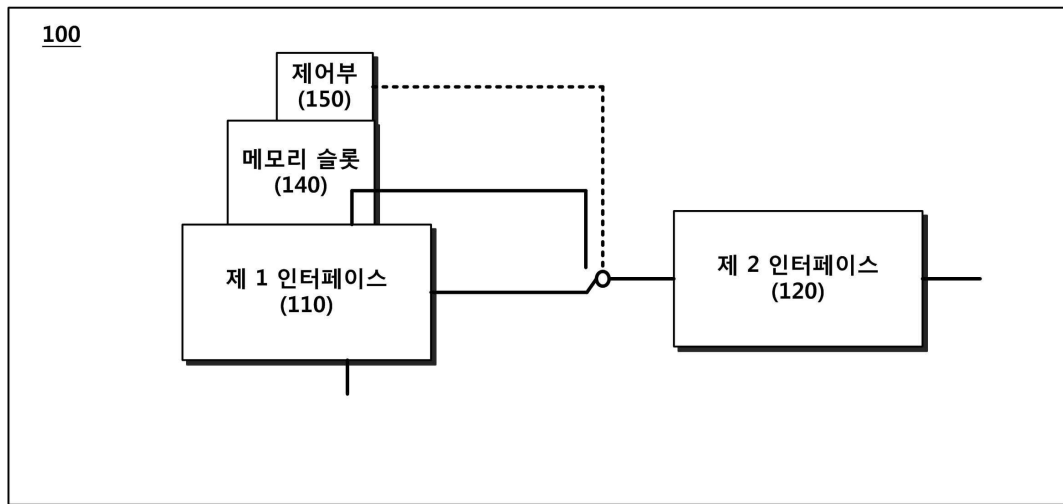 100
제어부
(150)
메모리 슬롯
(140)
제 1 인터페이스
(110)
제 2 인터페이스
(120)